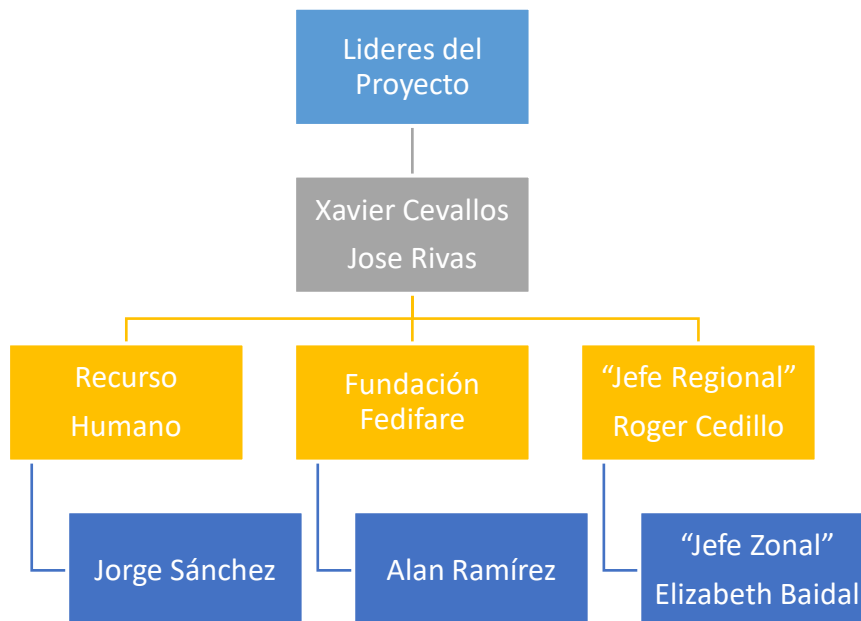 Lideres del
Proyecto
Xavier Cevallos
Jose Rivas
Recurso
Humano
Fundación
Fedifare
“Jefe Regional”
Roger Cedillo
Jorge Sánchez
Alan Ramírez
“Jefe Zonal”
Elizabeth Baidal